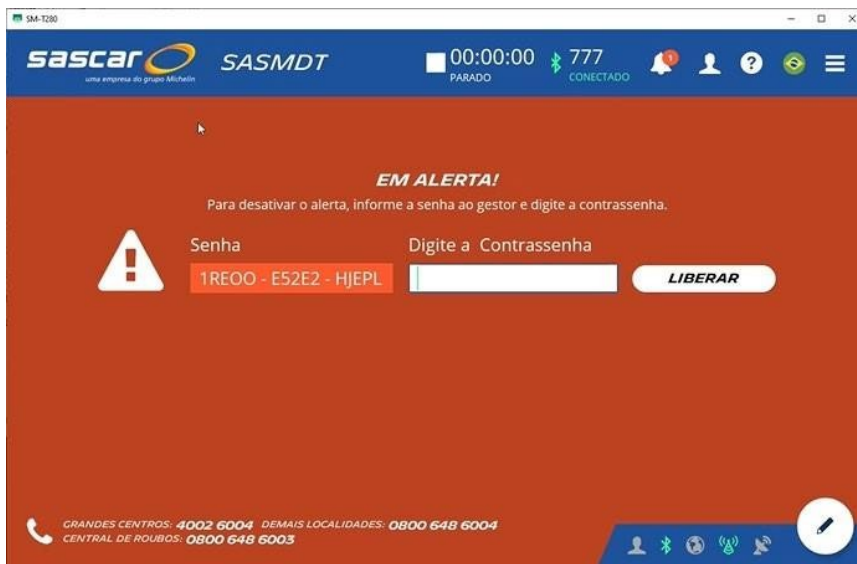 SM-T280
sascar
uma empresa do grupo Michelin
SASMDT
00:00:00
PARADO
777
CONECTADO
1
?
EM ALERTA!
Para desativar o alerta, informe a senha ao gestor e digite a contrassenha.
Senha
Digite a Contrassenha
!
1REOO - E52E2 - HJEPL
LIBERAR
GRANDES CENTROS: 4002 6004 DEMAIS LOCALIDADES: 0800 648 6004
CENTRAL DE ROUBOS: 0800 648 6003